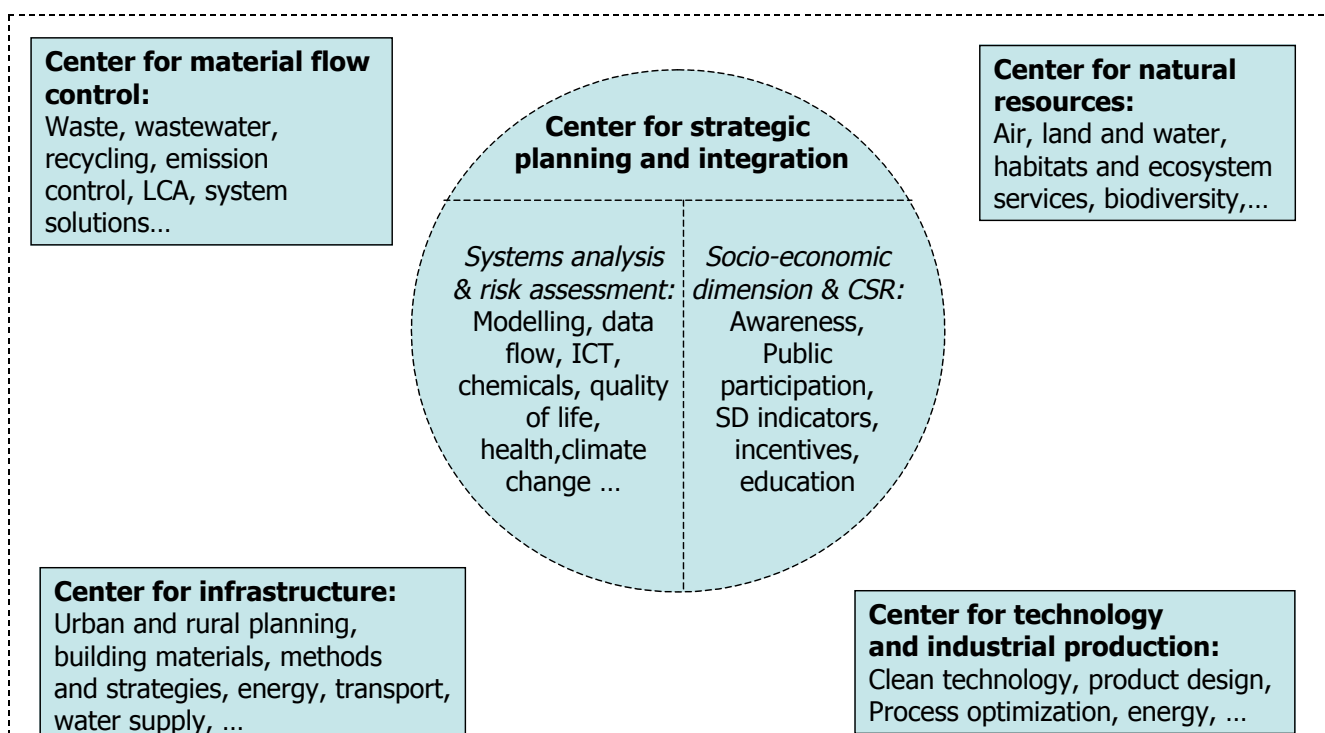 Center for material flow
control:
Waste, wastewater,
recycling, emission
control, LCA, system
solutions…
Center for strategic
planning and integration
Center for natural
resources:
Air, land and water,
habitats and ecosystem
services, biodiversity,…
Systems analysis
& risk assessment:
Modelling, data
flow, ICT,
chemicals, quality
of life,
health,climate
change …
Socio-economic
dimension & CSR:
Awareness,
Public
participation,
SD indicators,
incentives,
education
Center for infrastructure:
Urban and rural planning,
building materials, methods
and strategies, energy, transport,
water supply, …
Center for technology
and industrial production:
Clean technology, product design,
Process optimization, energy, …